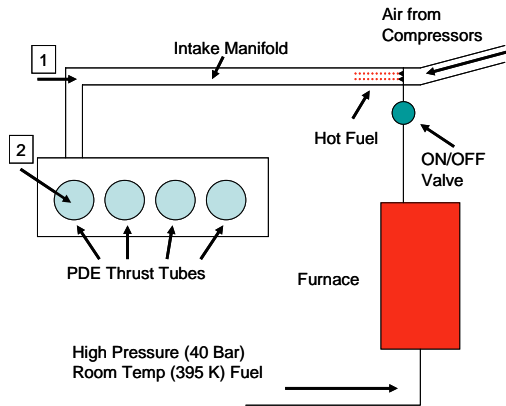 Air from
Compressors
Intake Manifold
1
Hot Fuel
ON/OFF
Valve
2
PDE Thrust Tubes
Furnace
High Pressure (40 Bar)
Room Temp (395 K) Fuel